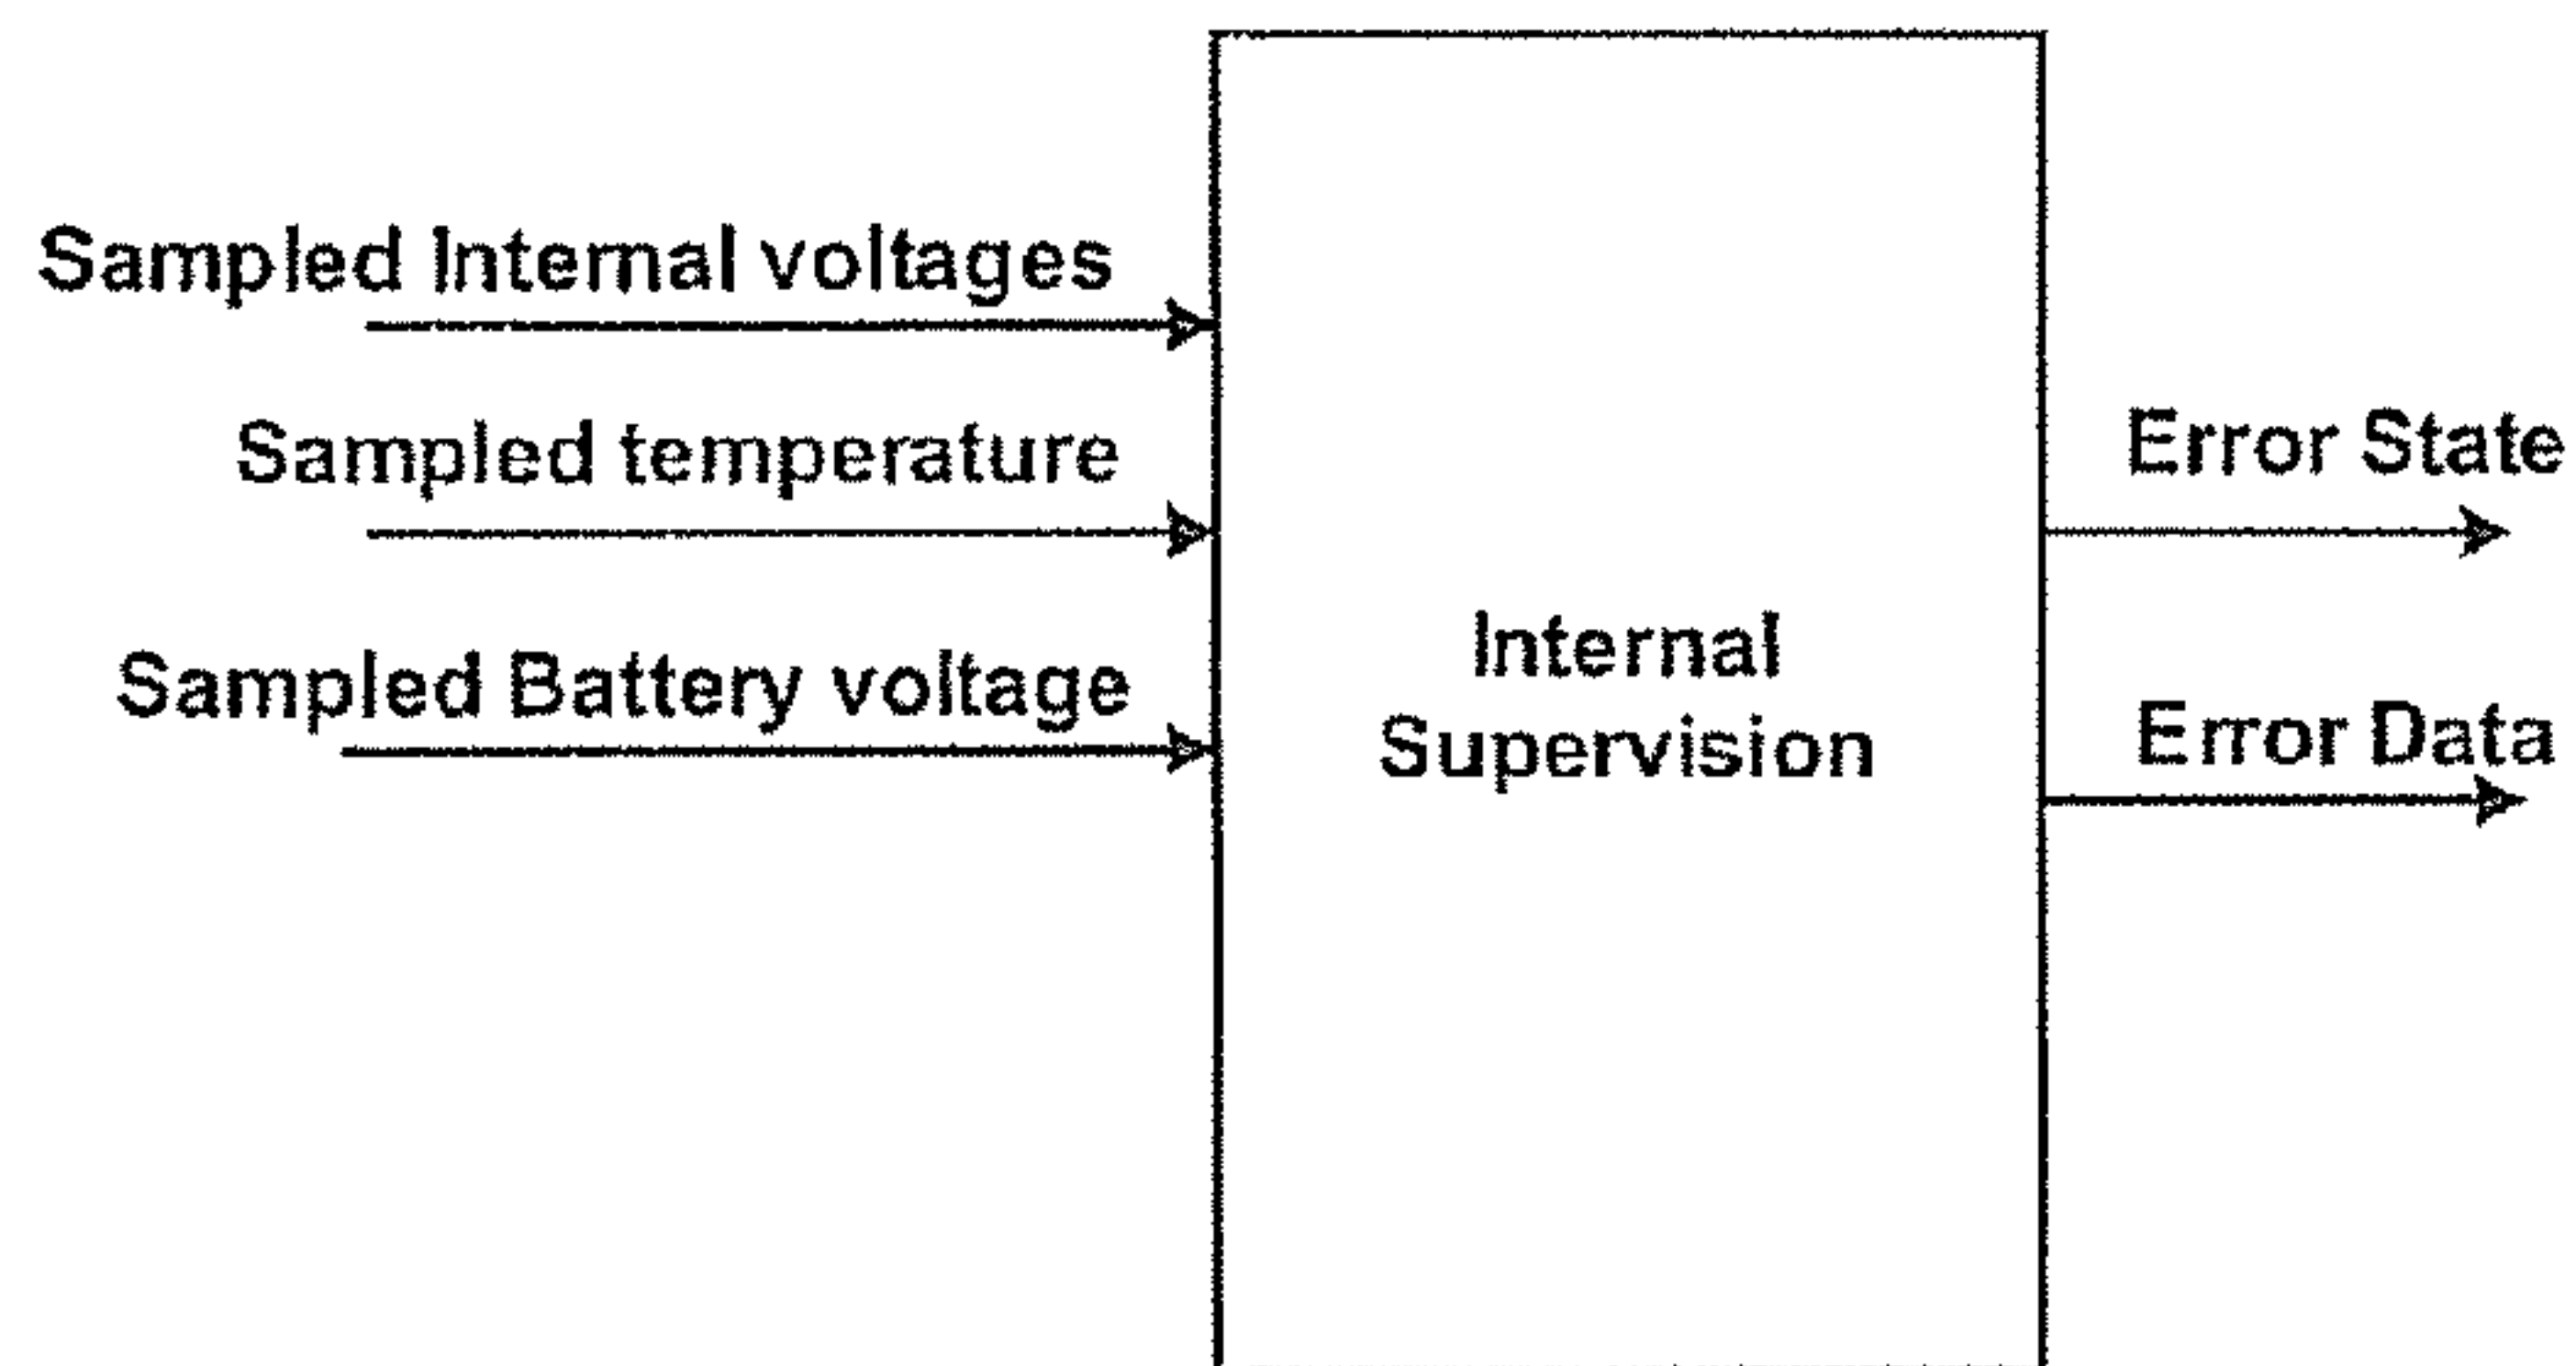 Sampled Internal voltages
Sampled temperature
Sampled Battery voltage
Internal
Supervision
Error State
Error Data